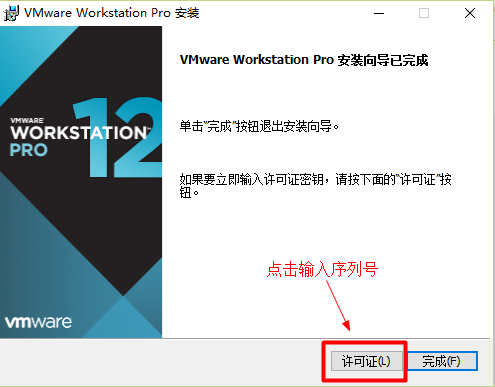 VMware Workstation Pro 安装
VMware Workstation Pro 安装向导已完成
VMWARE
WORKSTATION™
PRO 12
单击"完成"按钮退出安装向导。
如果要立即输入许可证密钥，请按下面的"许可证"按
钮。
点击输入序列号
vmware
许可证(L)
完成(F)